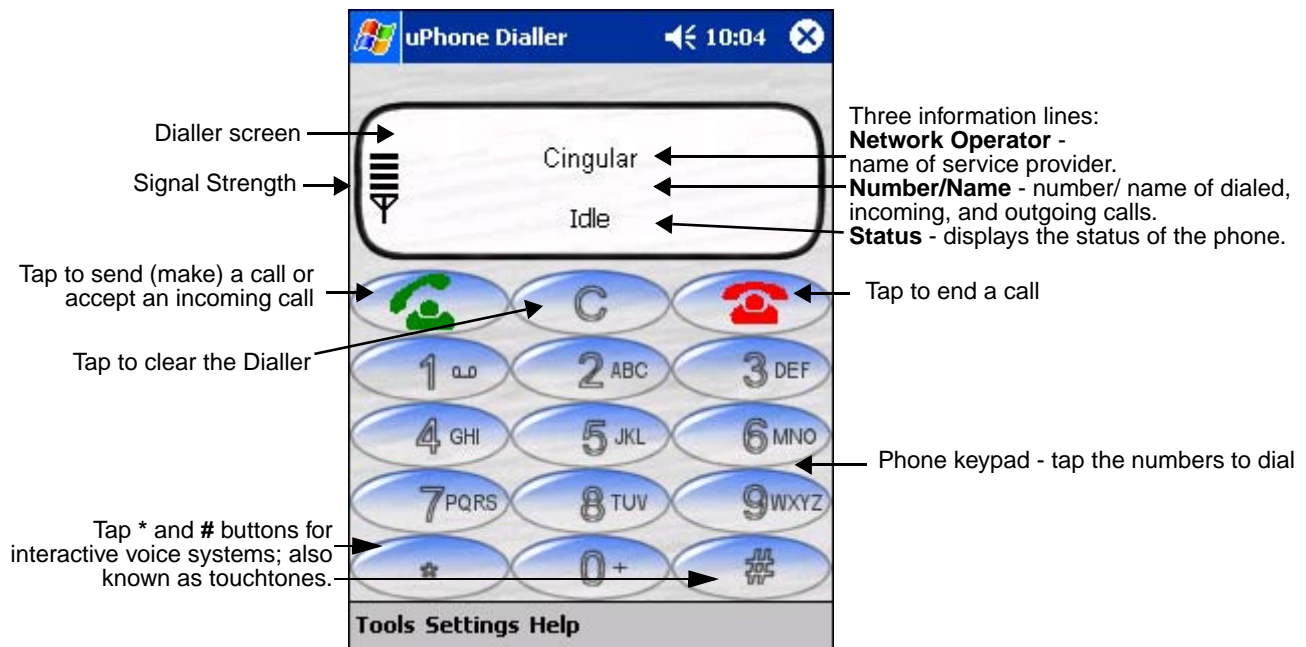 uPhone Dialler 10:04
Dialler screen
Signal Strength
Cingular
Idle
Three information lines:
Network Operator -
name of service provider.
Number/Name - number/ name of dialed,
incoming, and outgoing calls.
Status - displays the status of the phone.
Tap to send (make) a call or
accept an incoming call
C
Tap to end a call
Tap to clear the Dialler
1
2 ABC
3 DEF
4 GHI
5 JKL
6 MNO
Phone keypad - tap the numbers to dial
7 PQRS
8 TUV
9 WXYZ
Tap * and # buttons for
interactive voice systems; also
known as touchtones.
*
0 +
#
Tools Settings Help